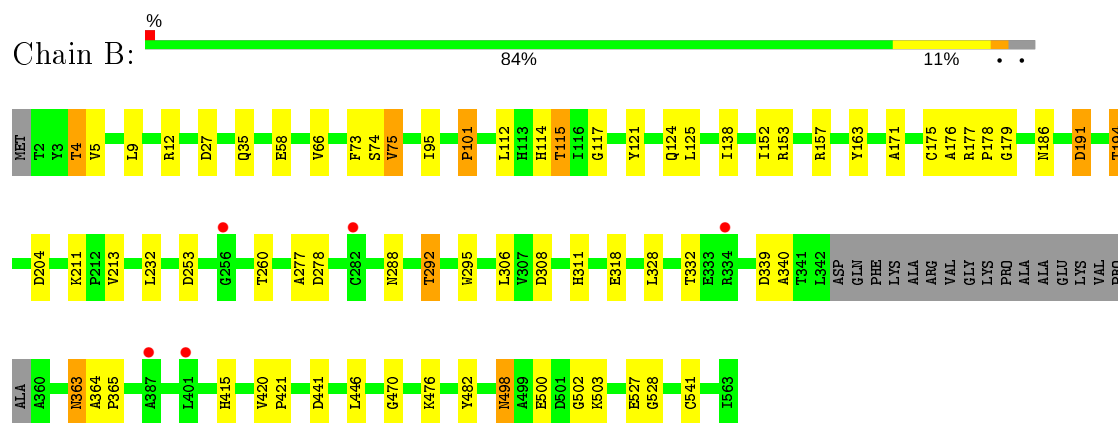 %
Chain B:
84% 11% • •
MET T2 Y3 T4 V5 L9 R12 D27 Q35 E58 V66 F73 S74 V75 I95 P101 L112 H113 H114 T115 I116 G117 Y121 Q124 L125 I138 I152 R153 R157 Y163 A171 C175 A176 R177 P178 G179 N186 D191 T194
D204 K211 P212 V213 L232 D253 G256 T260 A277 D278 C282 N288 T292 W295 L306 V307 D308 H311 E318 L328 T332 E333 R334 D339 A340 T341 L342 ASP GLN PHE LYS ALA ARG VAL GLY LYS PRO ALA ALA GLU LYS VAL PRO
ALA A360 N363 A364 P365 A387 L401 H415 V420 P421 D441 L446 G470 K476 Y482 N498 A499 E500 D501 G502 K503 E527 G528 C541 I563